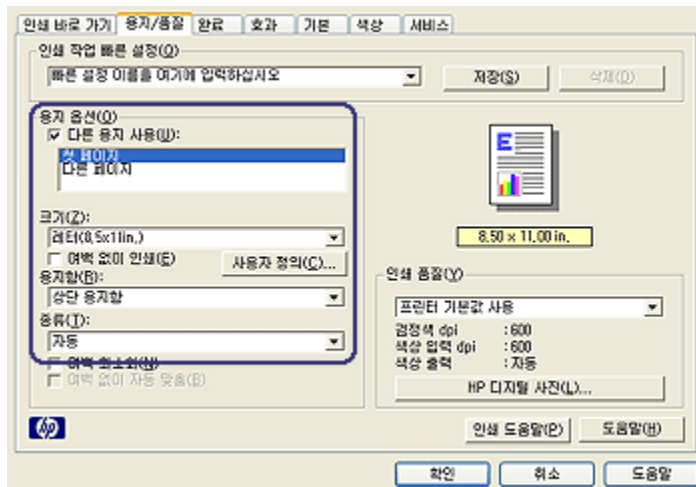 인쇄 바로 가기 용지/품질 완료 효과 기본 색상 서비스
인쇄 작업 빠른 설정(O)
빠른 설정 이름을 여기에 입력하십시오 저장(S) 삭제(D)
용지 옵션(O)
다른 용지 사용(U):
첫 페이지
다른 페이지
E
크기(Z):
레터(8,5x11in,)
8.50 × 11.00 in.
여백 없이 인쇄(E) 사용자 정의(C)...
용지함(R):
상단 용지함
종류(T):
자동
여백 최소화(N)
여백 없이 자동 맞춤(B)
인쇄 품질(Y)
프린터 기본값 사용
검정색 dpi : 600
색상 입력 dpi : 600
색상 출력 : 자동
HP 디지털 사진(L)...
hp
인쇄 도움말(P) 도움말(H)
확인 취소 도움말